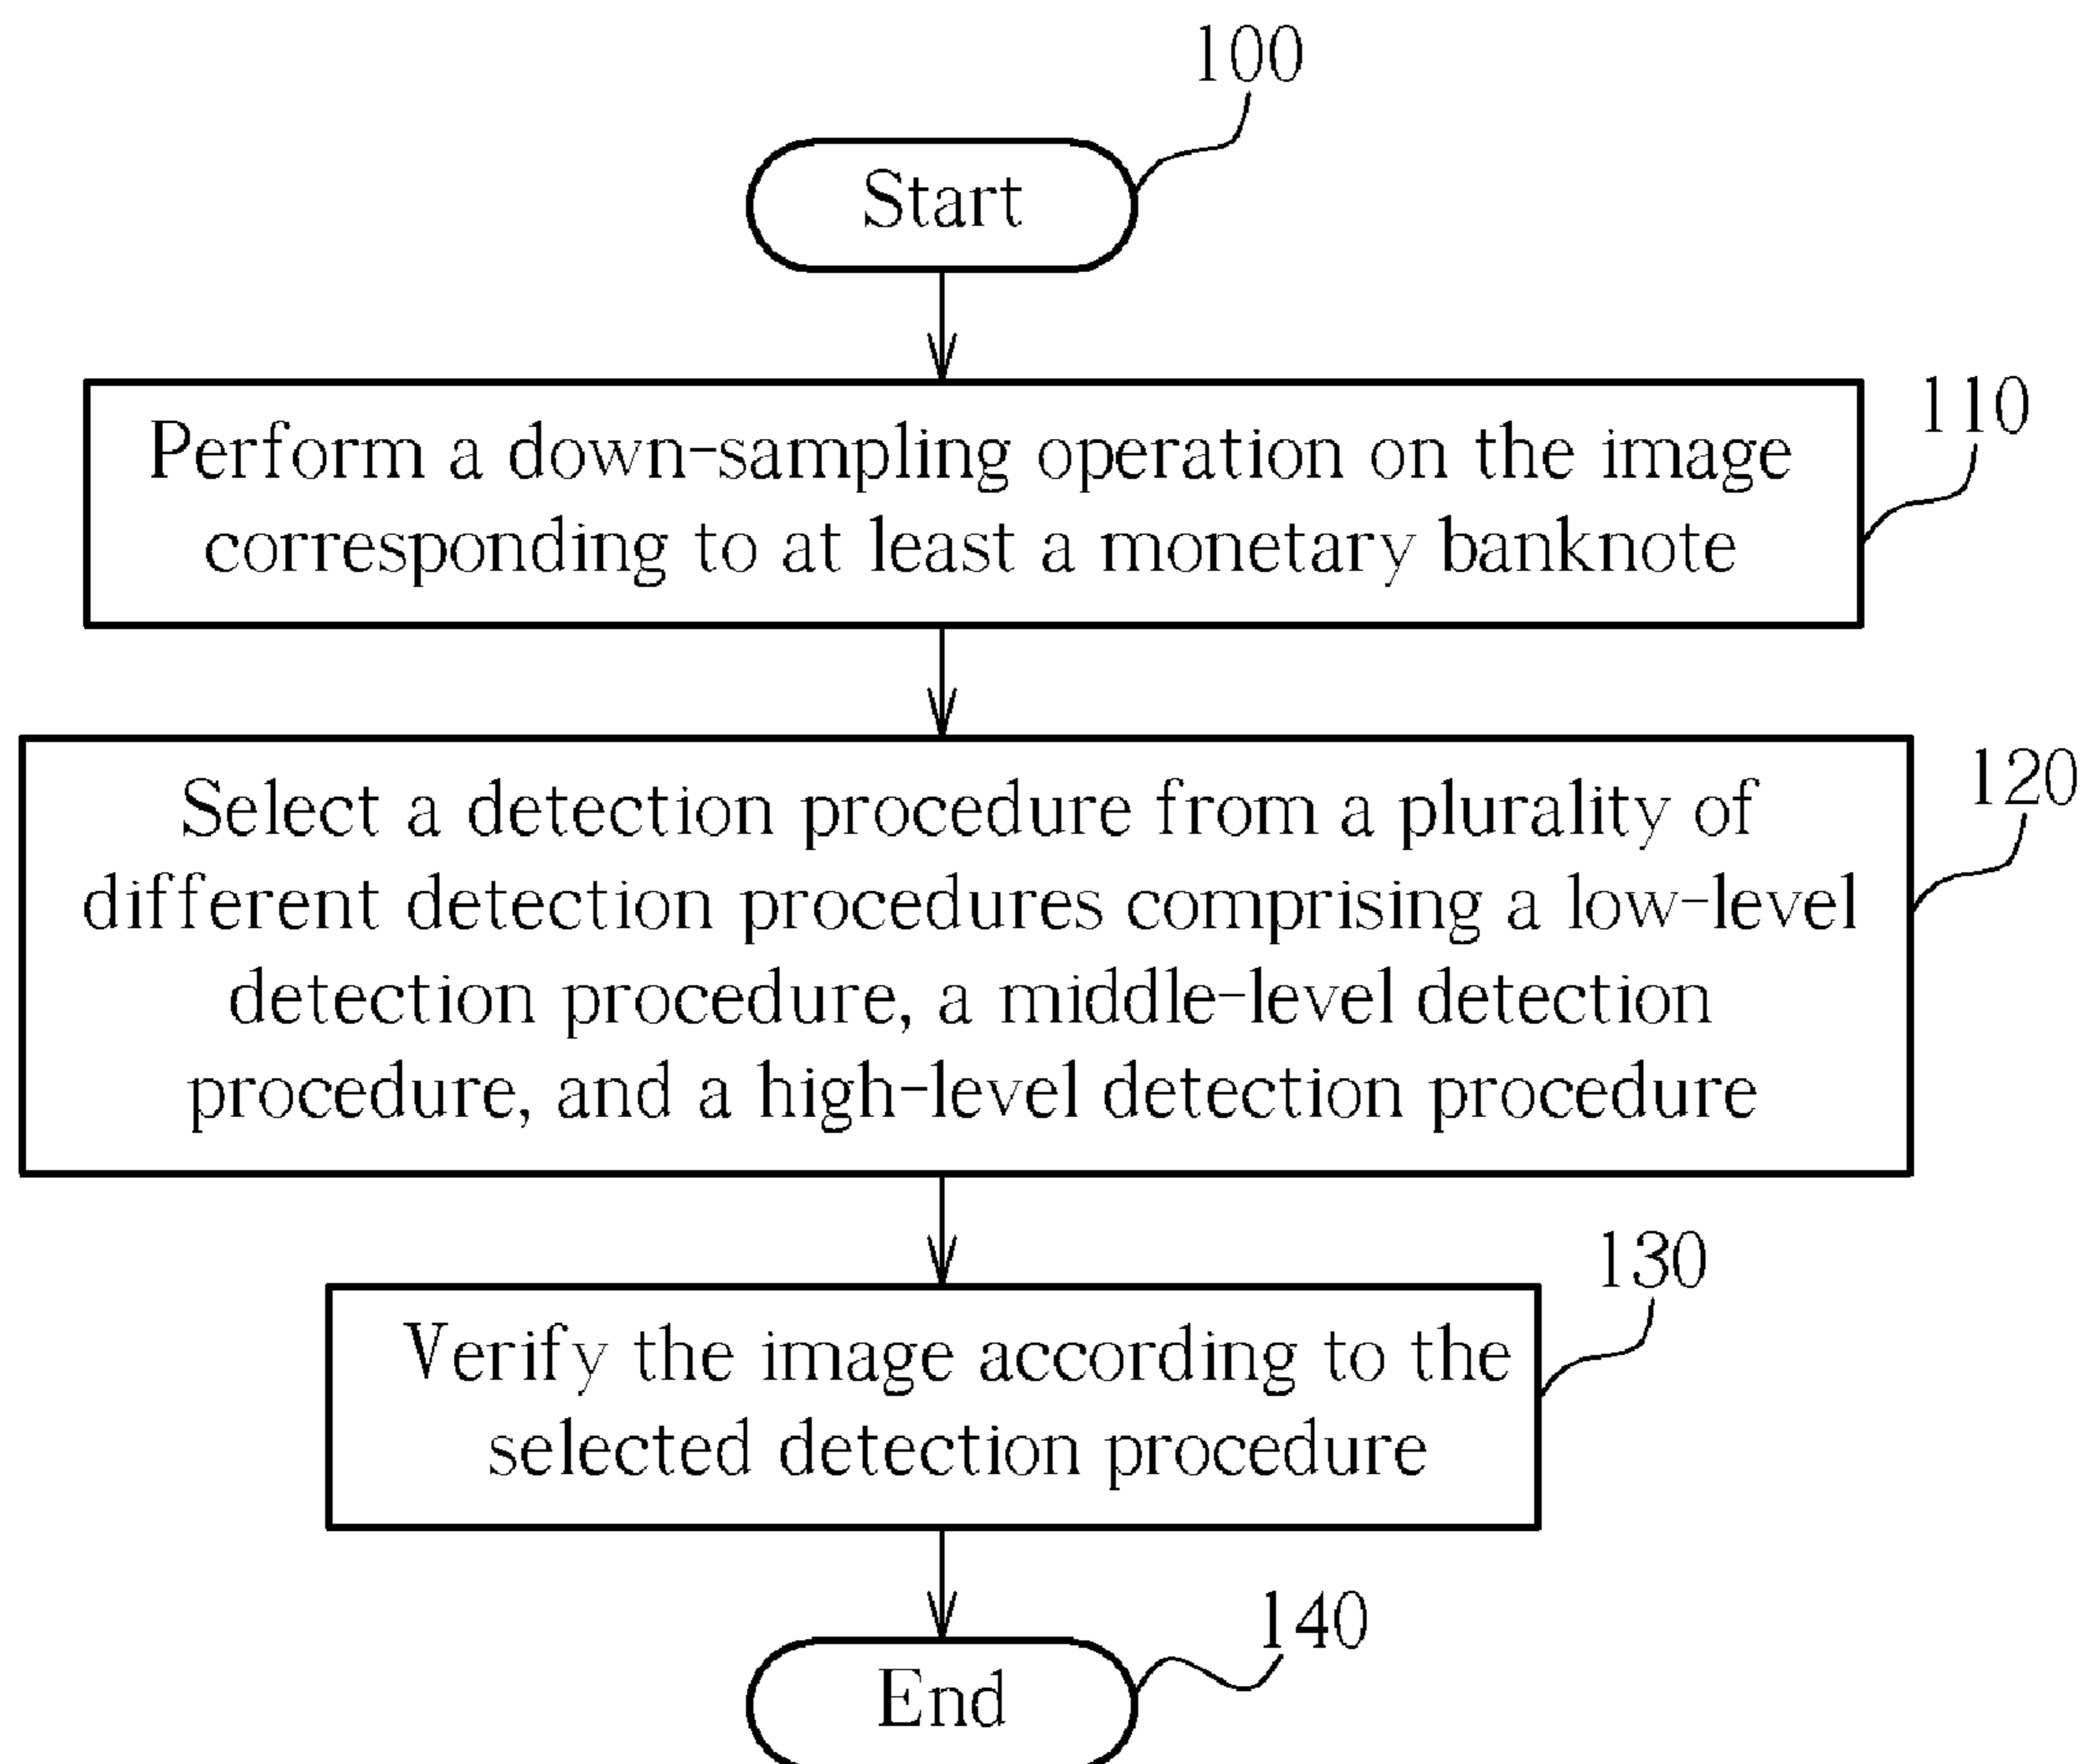 100
Start
110
Perform a down-sampling operation on the image
corresponding to at least a monetary banknote
120
Select a detection procedure from a plurality of
different detection procedures comprising a low-level
detection procedure, a middle-level detection
procedure, and a high-level detection procedure
130
Verify the image according to the
selected detection procedure
140
End